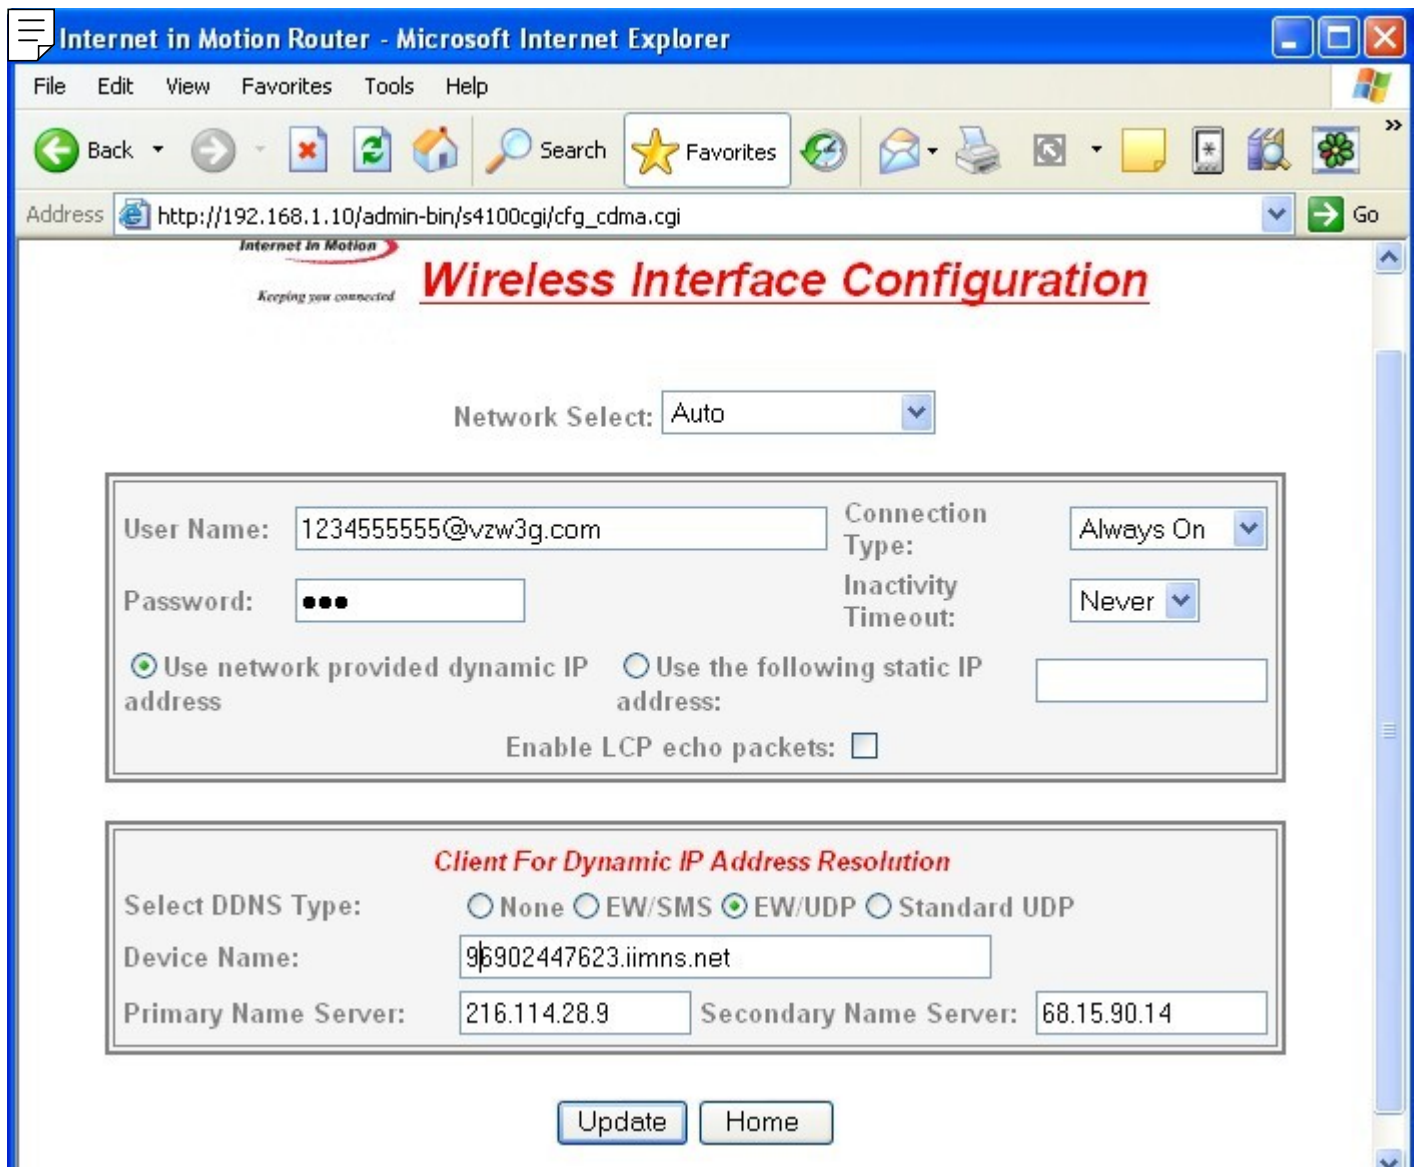 Internet in Motion Router - Microsoft Internet Explorer
File Edit View Favorites Tools Help
Back Search Favorites »
Address http://192.168.1.10/admin-bin/s4100cgi/cfg_cdma.cgi Go
Internet In Motion
Keeping you connected
Wireless Interface Configuration
Network Select: Auto
User Name: 1234555555@vzw3g.com Connection Type: Always On
Password: ●●● Inactivity Timeout: Never
Use network provided dynamic IP address Use the following static IP address:
Enable LCP echo packets:
Client For Dynamic IP Address Resolution
Select DDNS Type: None EW/SMS EW/UDP Standard UDP
Device Name: 96902447623.iimns.net
Primary Name Server: 216.114.28.9 Secondary Name Server: 68.15.90.14
Update Home